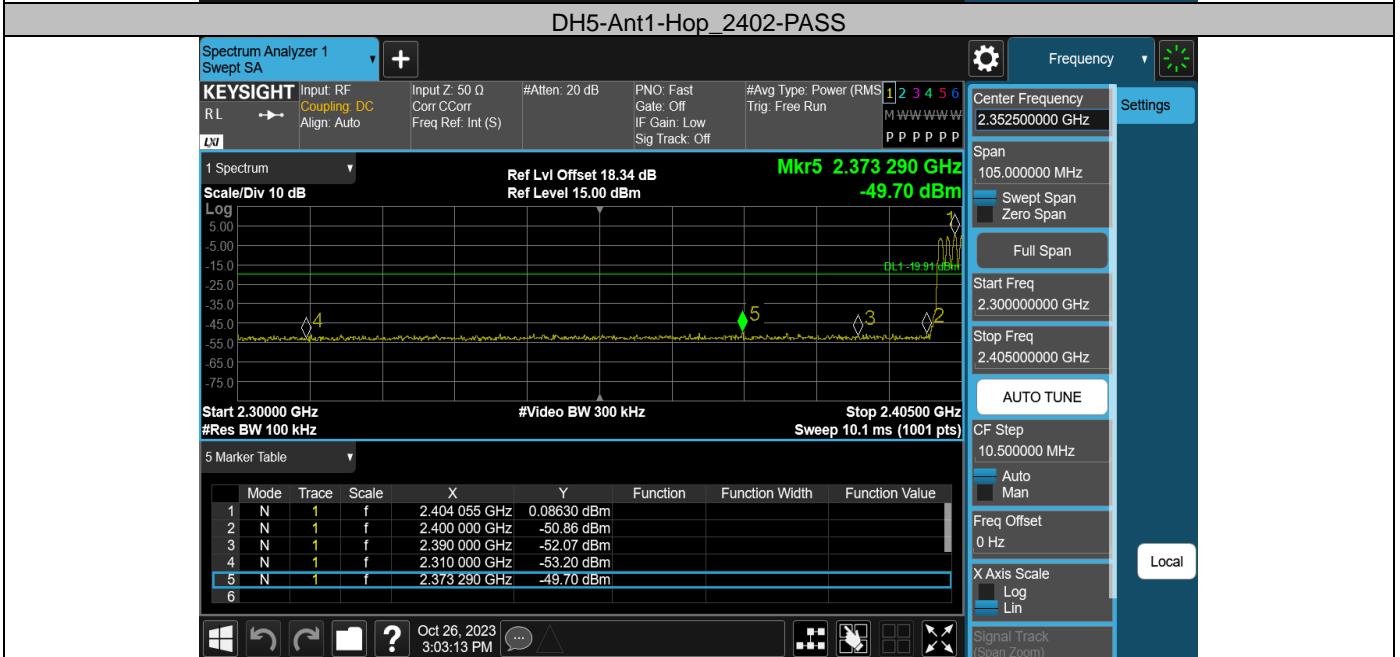 DH5-Ant1-Hop_2402-PASS
Spectrum Analyzer 1
Swept SA
+
Frequency
KEYSIGHT
RL
LXI
Input: RF
Coupling: DC
Align: Auto
Input Z: 50 Ω
Corr CCorr
Freq Ref: Int (S)
#Atten: 20 dB
PNO: Fast
Gate: Off
IF Gain: Low
Sig Track: Off
#Avg Type: Power (RMS
Trig: Free Run
1 2 3 4 5 6
M W W W W W
P P P P P P
Center Frequency
2.352500000 GHz
Settings
Span
105.000000 MHz
Swept Span
Zero Span
Full Span
Start Freq
2.300000000 GHz
Stop Freq
2.405000000 GHz
AUTO TUNE
CF Step
10.500000 MHz
Auto
Man
Freq Offset
0 Hz
X Axis Scale
Log
Lin
Signal Track
(Span Zoom)
Local
1 Spectrum
Scale/Div 10 dB
Ref Lvl Offset 18.34 dB
Ref Level 15.00 dBm
Mkr5 2.373 290 GHz
-49.70 dBm
Log
5.00
-5.00
-15.0
-25.0
-35.0
-45.0
-55.0
-65.0
-75.0
1
DL1 -19.91 dBm
4
5
3
2
Start 2.30000 GHz
#Video BW 300 kHz
Stop 2.40500 GHz
#Res BW 100 kHz
Sweep 10.1 ms (1001 pts)
5 Marker Table
Mode Trace Scale X Y Function Function Width Function Value
1 N 1 f 2.404 055 GHz 0.08630 dBm
2 N 1 f 2.400 000 GHz -50.86 dBm
3 N 1 f 2.390 000 GHz -52.07 dBm
4 N 1 f 2.310 000 GHz -53.20 dBm
5 N 1 f 2.373 290 GHz -49.70 dBm
6
?
Oct 26, 2023
3:03:13 PM